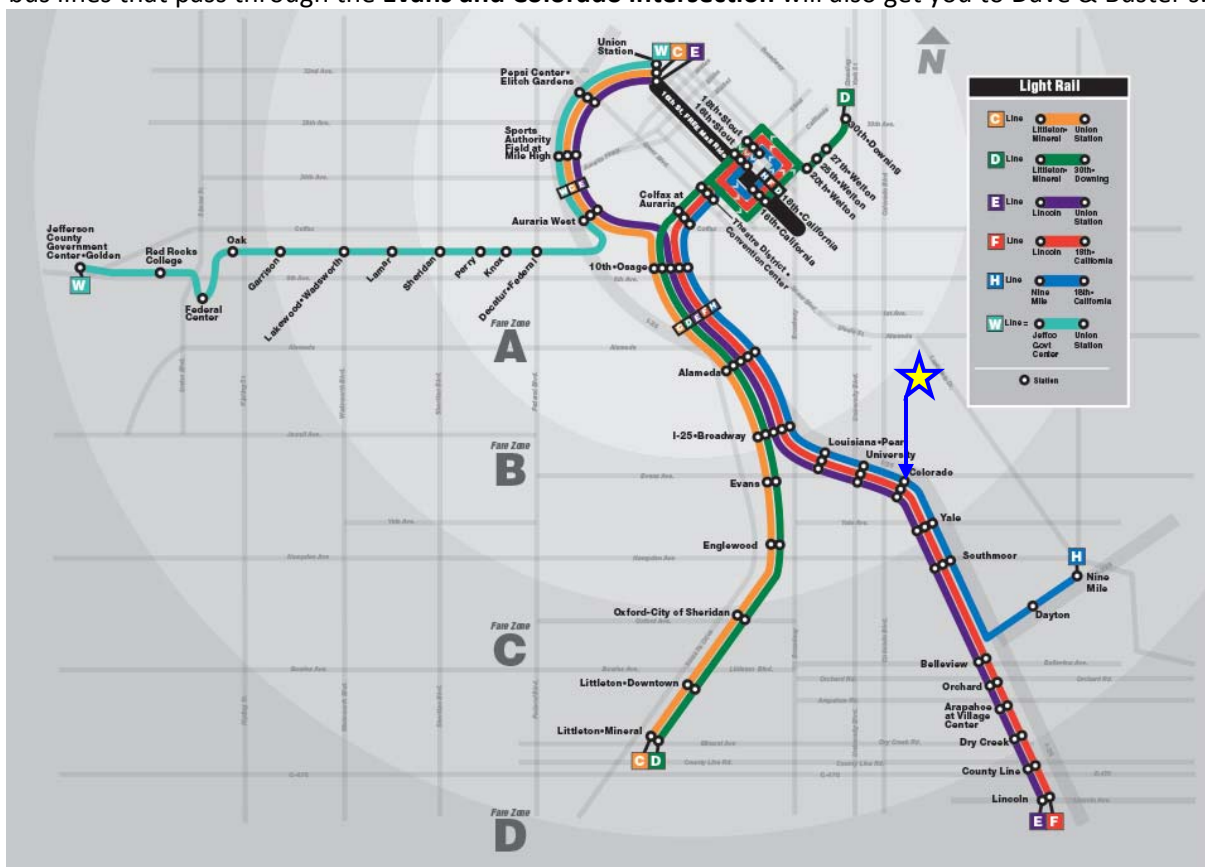 bus lines that pass through the Evans and Colorado intersection will also get you to Dave & Buster's.
Union
Station
W C E
Pepsi Center•
Elitch Gardens
Sports
Authority
Field at
Mile High
W C E
Auraria West
16th St. Free Mall Ride
18th•Stout
16th•Stout
D
30th•Downing
27th•Welton
25th•Welton
20th•Welton
H F D
18th•California
16th•California
Theatre District•
Convention Center
Colfax at
Auraria
N
Light Rail
C Line
Littleton•
Mineral
Union
Station
D Line
Littleton•
Mineral
30th•
Downing
E Line
Lincoln
Union
Station
F Line
Lincoln
18th•
California
H Line
Nine
Mile
18th•
California
W Line
Jeffco
Govt
Center
Union
Station
Station
Jefferson
County
Government
Center•Golden
W
Red Rocks
College
Federal
Center
Oak
Garrison
Lakewood•Wadsworth
Lamar
Sheridan
Perry
Knox
Decatur•Federal
10th•Osage
C D E F H
Fare Zone
A
Alameda
I-25•Broadway
Louisiana•Pearl
University
Colorado
Fare Zone
B
Evans
Yale
Englewood
Southmoor
H
Nine
Mile
Dayton
Oxford-City of Sheridan
Fare Zone
C
Belleview
Littleton•Downtown
Orchard
Arapahoe
at Village
Center
Littleton•Mineral
Dry Creek
C D
County Line
Lincoln
E F
Fare Zone
D